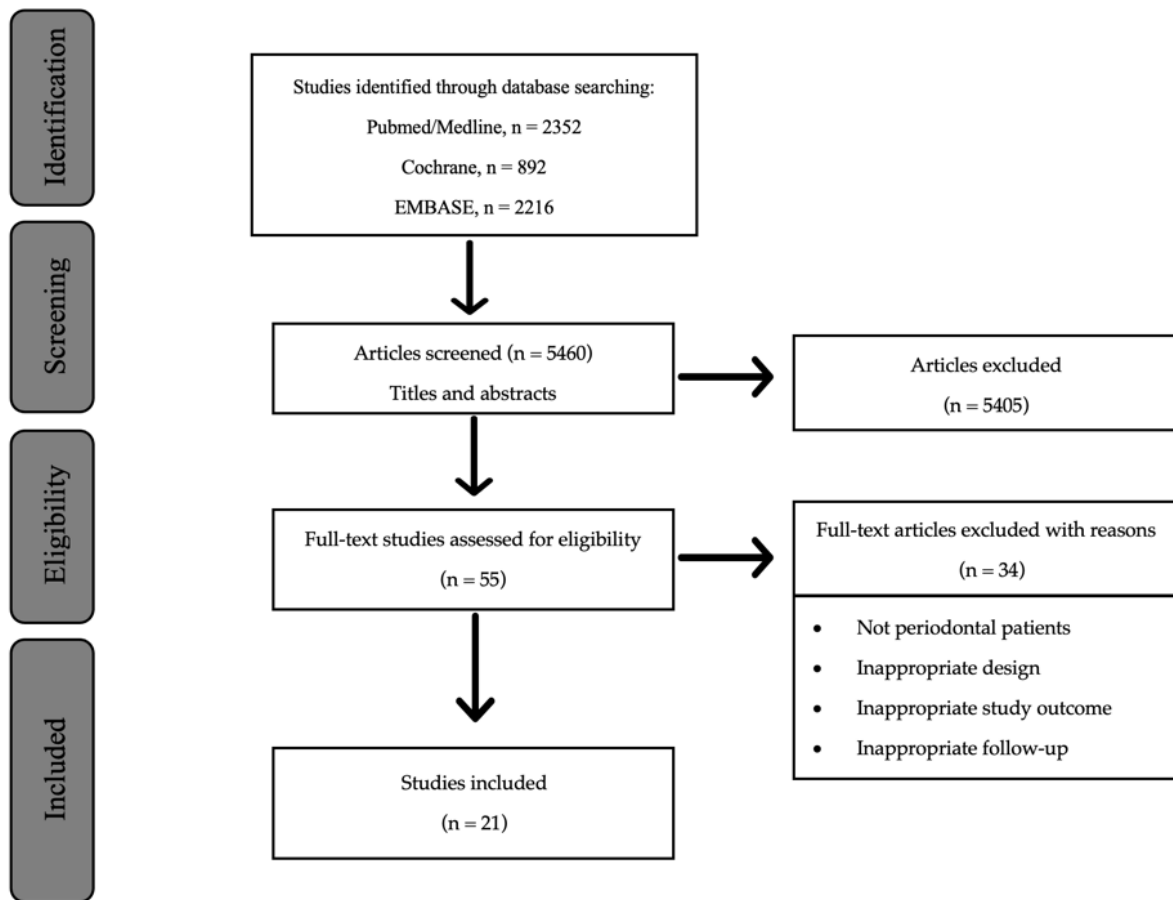 Identification
Studies identified through database searching:
Pubmed/Medline, n = 2352
Cochrane, n = 892
EMBASE, n = 2216
Screening
Articles screened (n = 5460)
Titles and abstracts
Articles excluded
(n = 5405)
Eligibility
Full-text studies assessed for eligibility
(n = 55)
Full-text articles excluded with reasons
(n = 34)
• Not periodontal patients
• Inappropriate design
• Inappropriate study outcome
• Inappropriate follow-up
Included
Studies included
(n = 21)